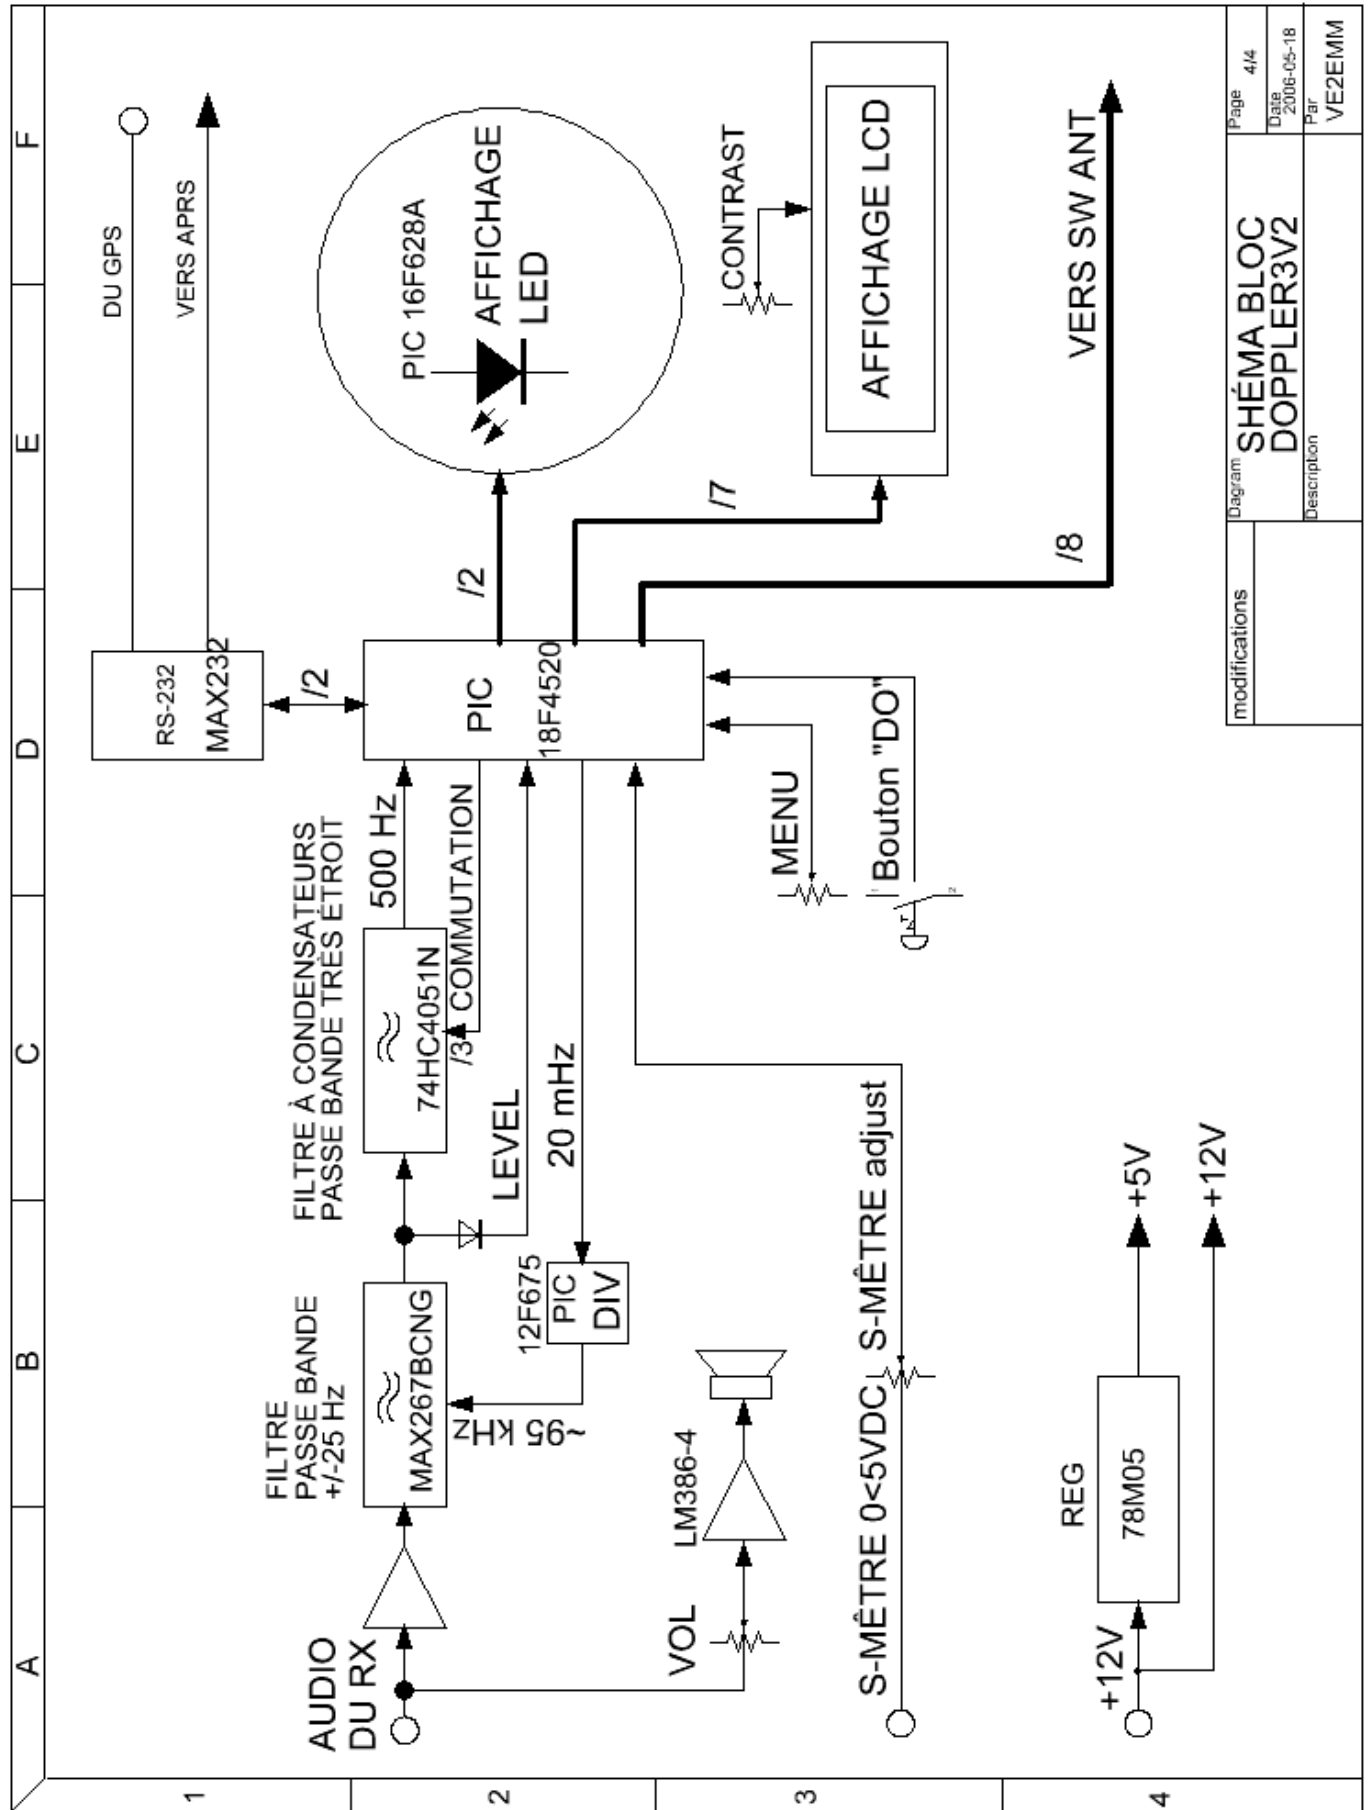 A
B
C
D
E
F
1
2
3
4
DU GPS
VERS APRS
RS-232
MAX232
/2
FILTRE
PASSE BANDE
+/-25 Hz
FILTRE À CONDENSATEURS
PASSE BANDE TRÈS ÉTROIT
AUDIO
DU RX
MAX267BCNG
74HC4051N
500 Hz
/3 COMMUTATION
LEVEL
20 mHz
~95 kHz
12F675
PIC
DIV
PIC
18F4520
/2
PIC 16F628A
AFFICHAGE
LED
/7
CONTRAST
AFFICHAGE LCD
/8
VERS SW ANT
VOL
LM386-4
MENU
Bouton "DO"
1
2
S-MÊTRE 0<5VDC
S-MÊTRE adjust
REG
78M05
+12V
+5V
+12V
modifications
Dagram
SHÉMA BLOC
DOPPLER3V2
Description
Page
4/4
Date
2006-05-18
Par
VE2EMM